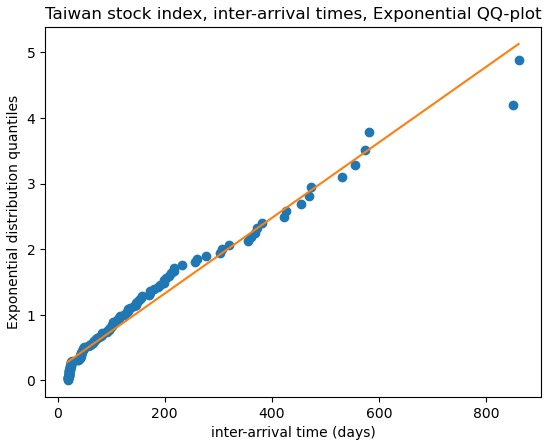 Taiwan stock index, inter-arrival times, Exponential QQ-plot
Exponential distribution quantiles
5
4
3
2
1
0
0 200 400 600 800
inter-arrival time (days)